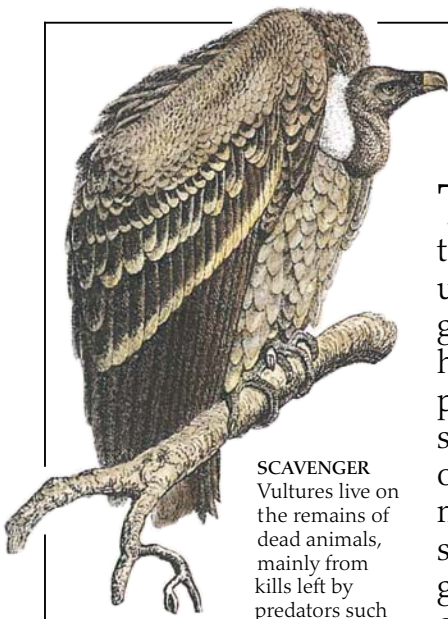 SCAVENGER
Vultures live on
the remains of
dead animals,
mainly from
kills left by
predators such